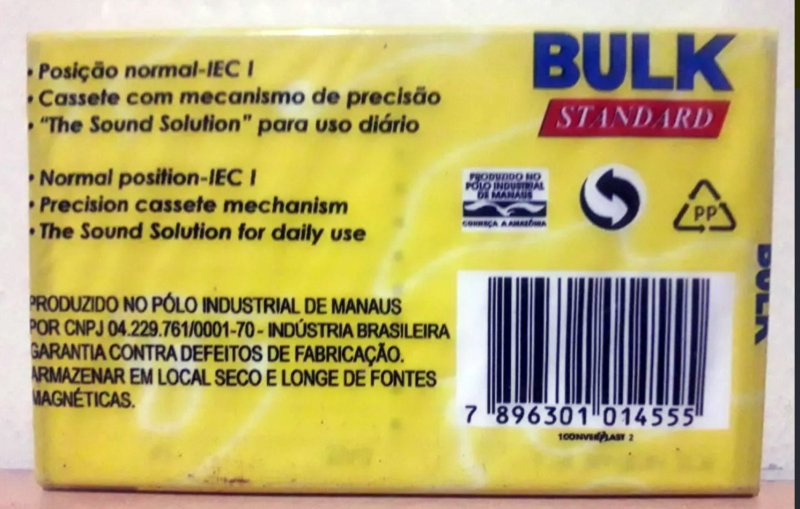 • Posição normal-IEC I
• Cassete com mecanismo de precisão
• "The Sound Solution" para uso diário
• Normal position-IEC I
• Precision cassete mechanism
• The Sound Solution for daily use
BULK
STANDARD
PRODUZIDO NO
PÓLO INDUSTRIAL
DE MANAUS
CONHEÇA A AMAZÔNIA
PP
BULK
PRODUZIDO NO PÓLO INDUSTRIAL DE MANAUS
POR CNPJ 04.229.761/0001-70 - INDÚSTRIA BRASILEIRA
GARANTIA CONTRA DEFEITOS DE FABRICAÇÃO.
ARMAZENAR EM LOCAL SECO E LONGE DE FONTES
MAGNÉTICAS.
7 896301 014555